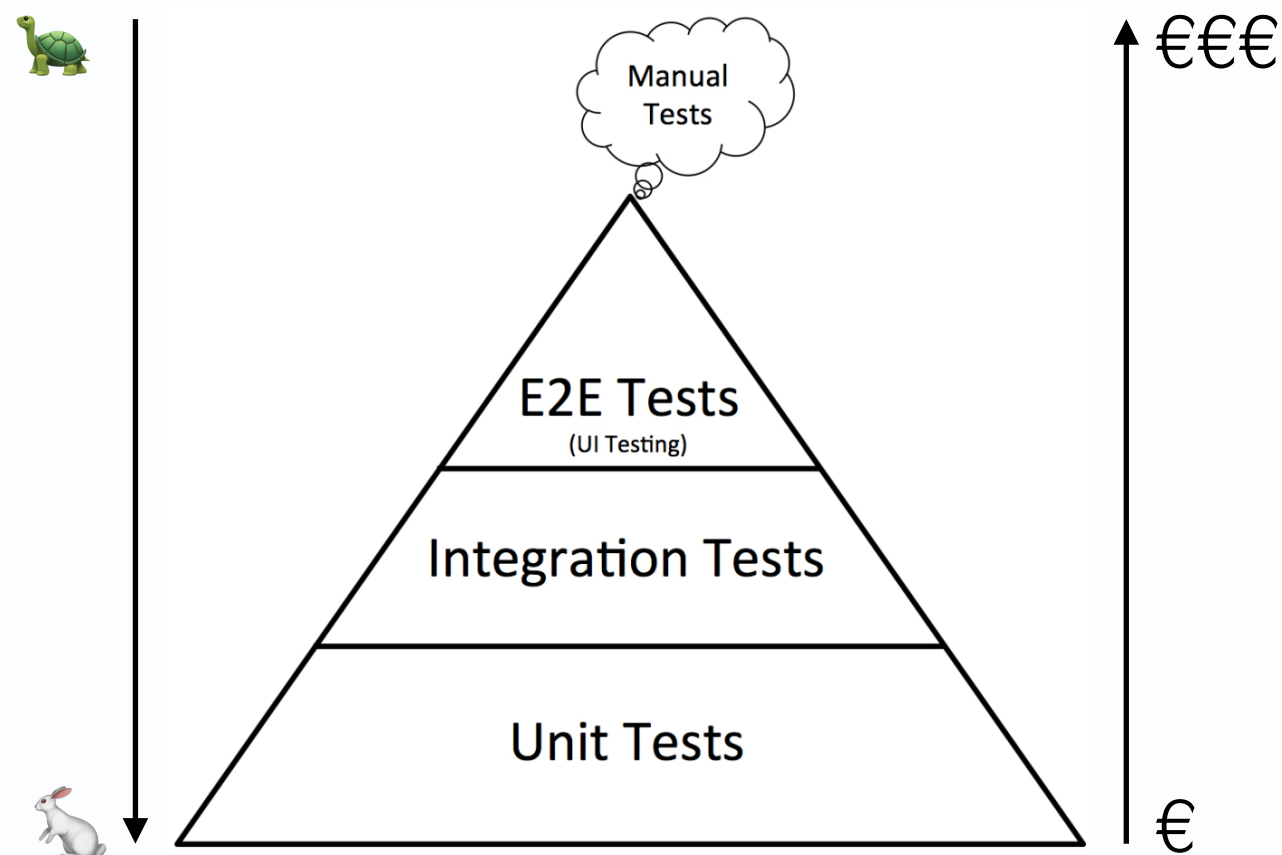 €€€
Manual
Tests
E2E Tests
(UI Testing)
Integration Tests
Unit Tests
€